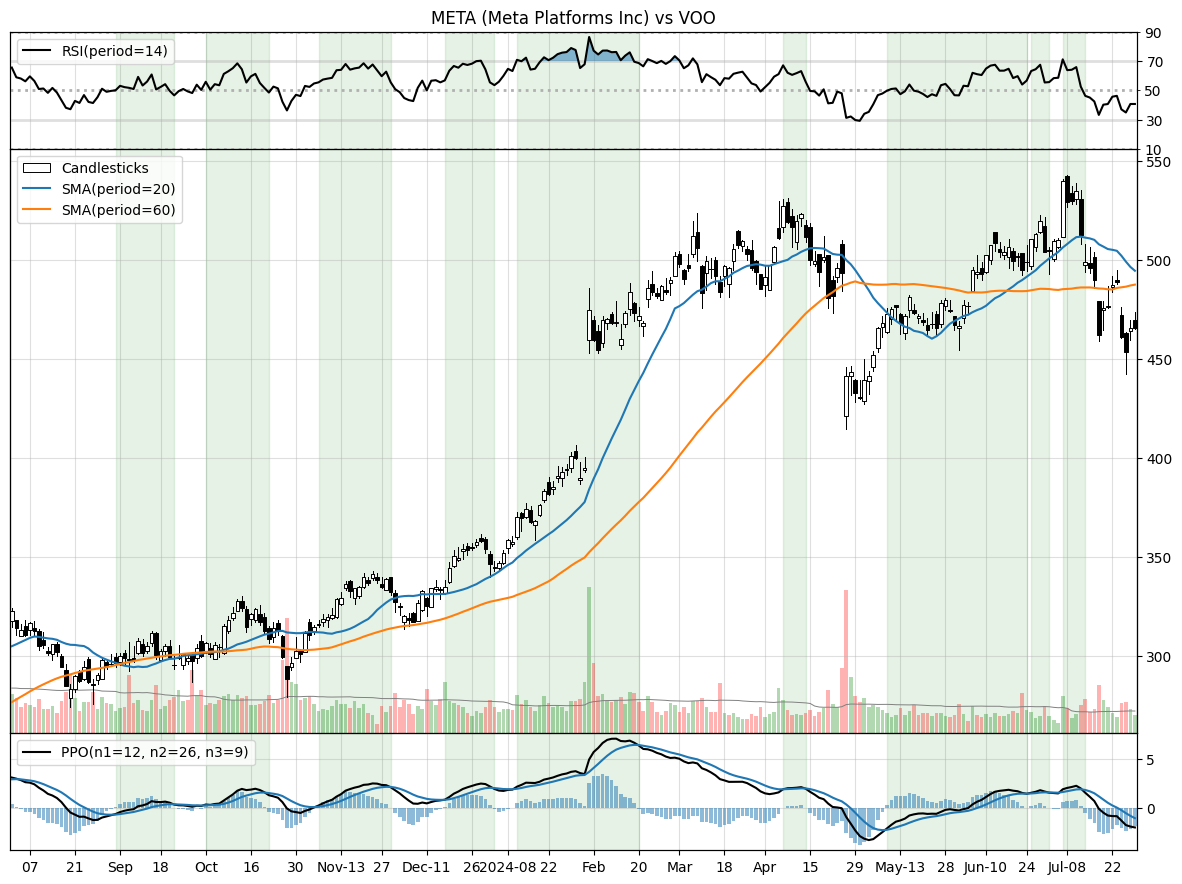 META (Meta Platforms Inc) vs VOO
RSI(period=14)
90
70
50
30
10
Candlesticks
SMA(period=20)
SMA(period=60)
550
500
450
400
350
300
PPO(n1=12, n2=26, n3=9)
5
0
07 21 Sep 18 Oct 16 30 Nov-13 27 Dec-11 26 2024-08 22 Feb 20 Mar 18 Apr 15 29 May-13 28 Jun-10 24 Jul-08 22